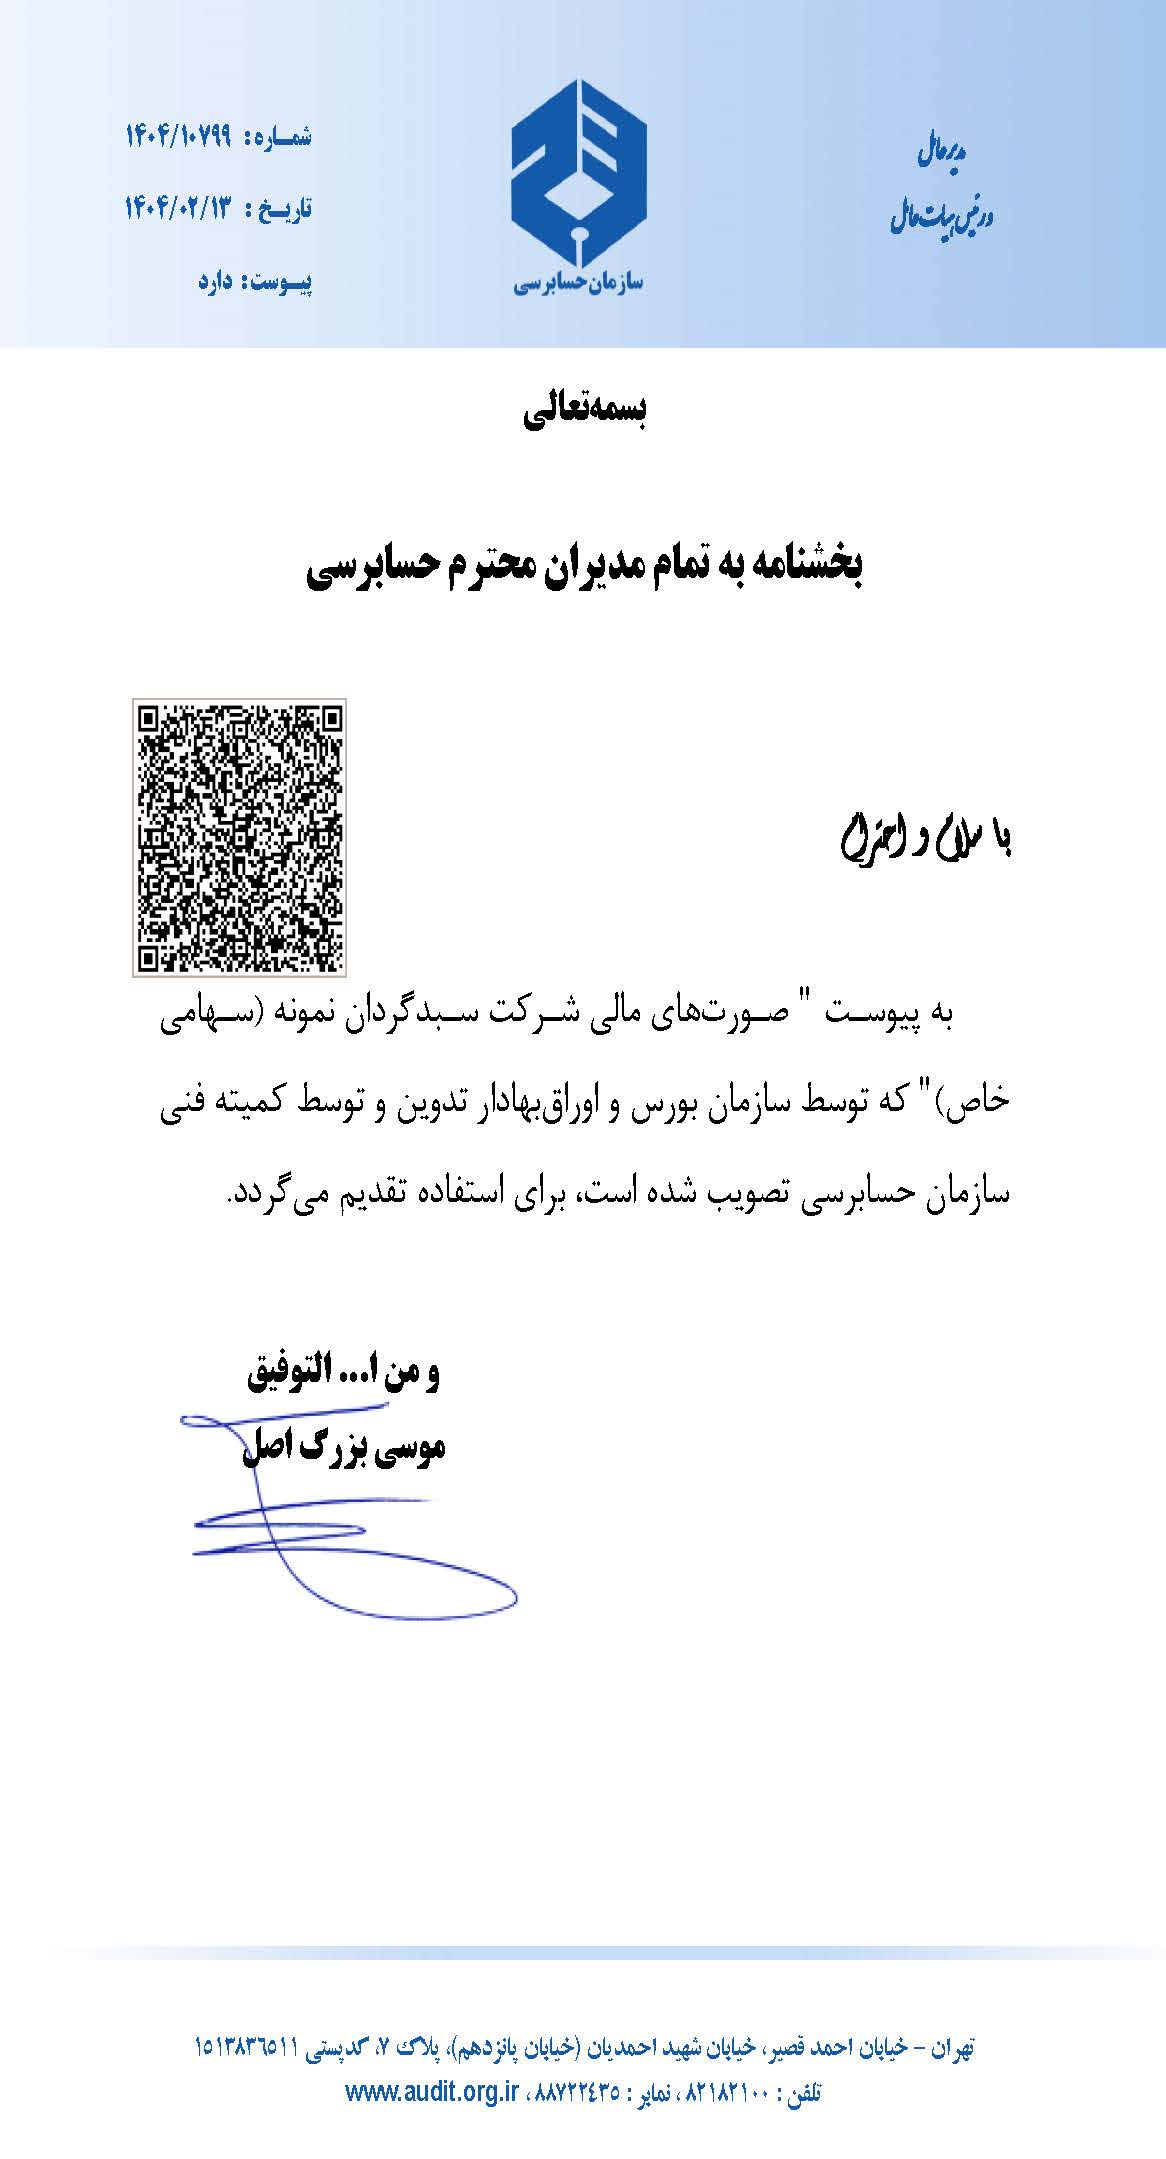 مدیرعامل
و رئیس هیات عامل
سازمان حسابرسی
شمـــاره : ۱۴۰۴/۱۰۷۹۹
تاریــخ : ۱۴۰۴/۰۲/۱۳
پیــوست : دارد
بسمه‌تعالی
بخشنامه به تمام مدیران محترم حسابرسی
با سلام و احترام
به پیوست " صورت‌های مالی شرکت سبدگردان نمونه (سهامی
خاص)" که توسط سازمان بورس و اوراق‌بهادار تدوین و توسط کمیته فنی
سازمان حسابرسی تصویب شده است، برای استفاده تقدیم می‌گردد.
و من ا... التوفیق
موسی بزرگ اصل
تهران – خیابان احمد قصیر، خیابان شهید احمدیان (خیابان پانزدهم)، پلاک ۷، کدپستی ۱۵۱۳۸۳۶۵۱۱
تلفن : ۸۲۱۸۲۱۰۰ ، نمابر : ۸۸۷۲۲٤۳۵ ، www.audit.org.ir